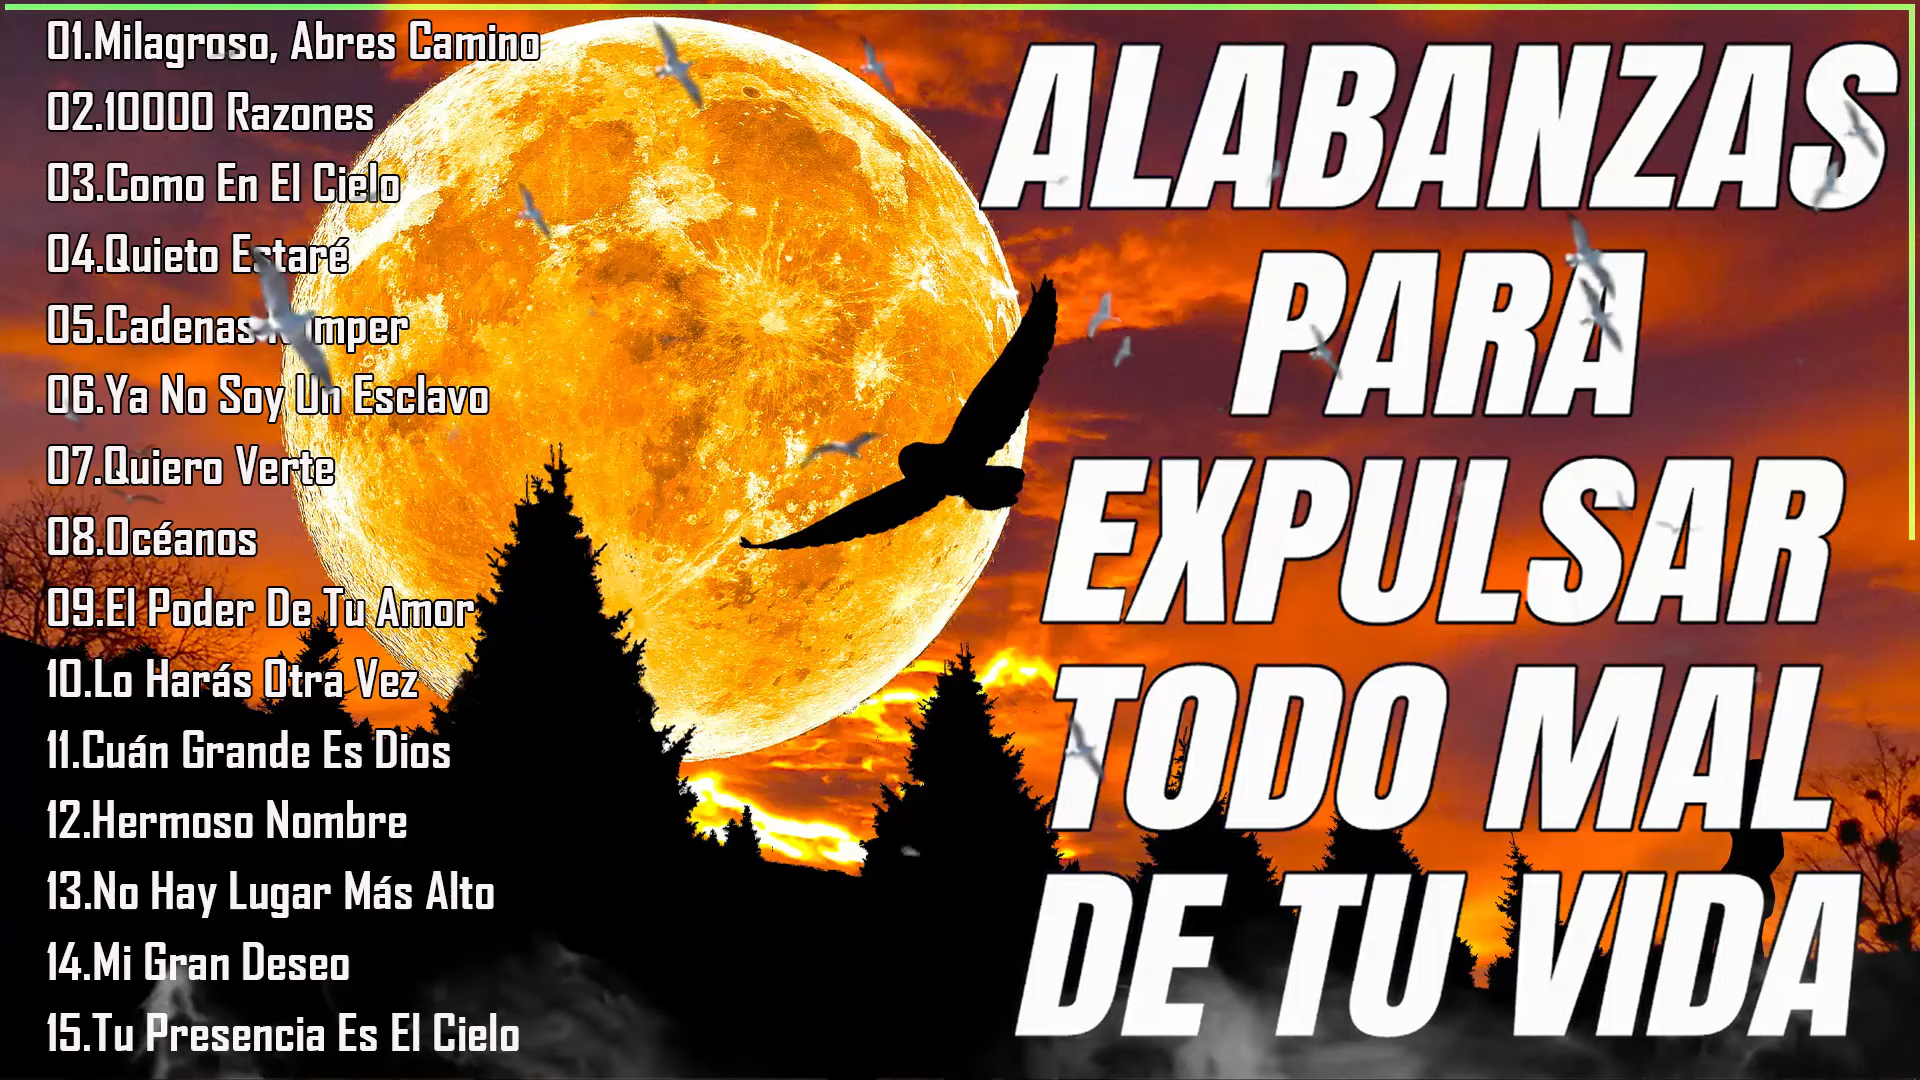 01.Milagroso, Abres Camino
02.10000 Razones
03.Como En El Cielo
04.Quieto Estaré
05.Cadenas Romper
06.Ya No Soy Un Esclavo
07.Quiero Verte
08.Océanos
09.El Poder De Tu Amor
10.Lo Harás Otra Vez
11.Cuán Grande Es Dios
12.Hermoso Nombre
13.No Hay Lugar Más Alto
14.Mi Gran Deseo
15.Tu Presencia Es El Cielo
ALABANZAS
PARA
EXPULSAR
TODO MAL
DE TU VIDA